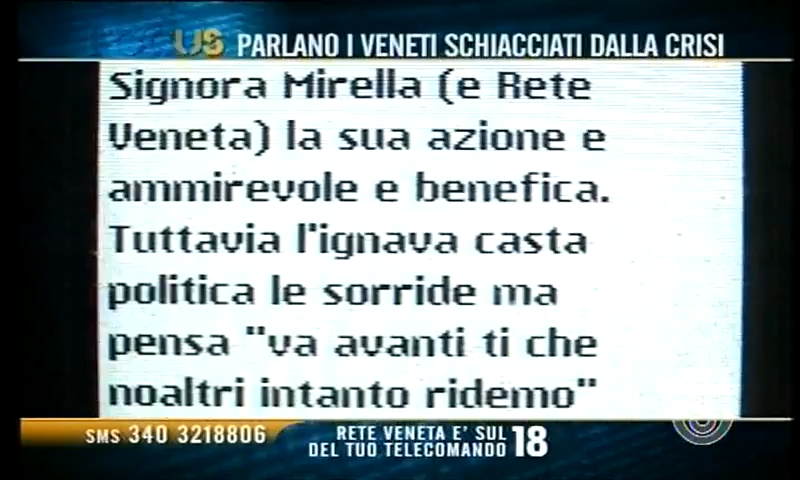 US PARLANO I VENETI SCHIACCIATI DALLA CRISI
Signora Mirella (e Rete
Veneta) la sua azione e
ammirevole e benefica.
Tuttavia l'ignava casta
politica le sorride ma
pensa "va avanti ti che
noaltri intanto ridemo"
SMS 340 3218806
RETE VENETA E' SUL 18
DEL TUO TELECOMANDO